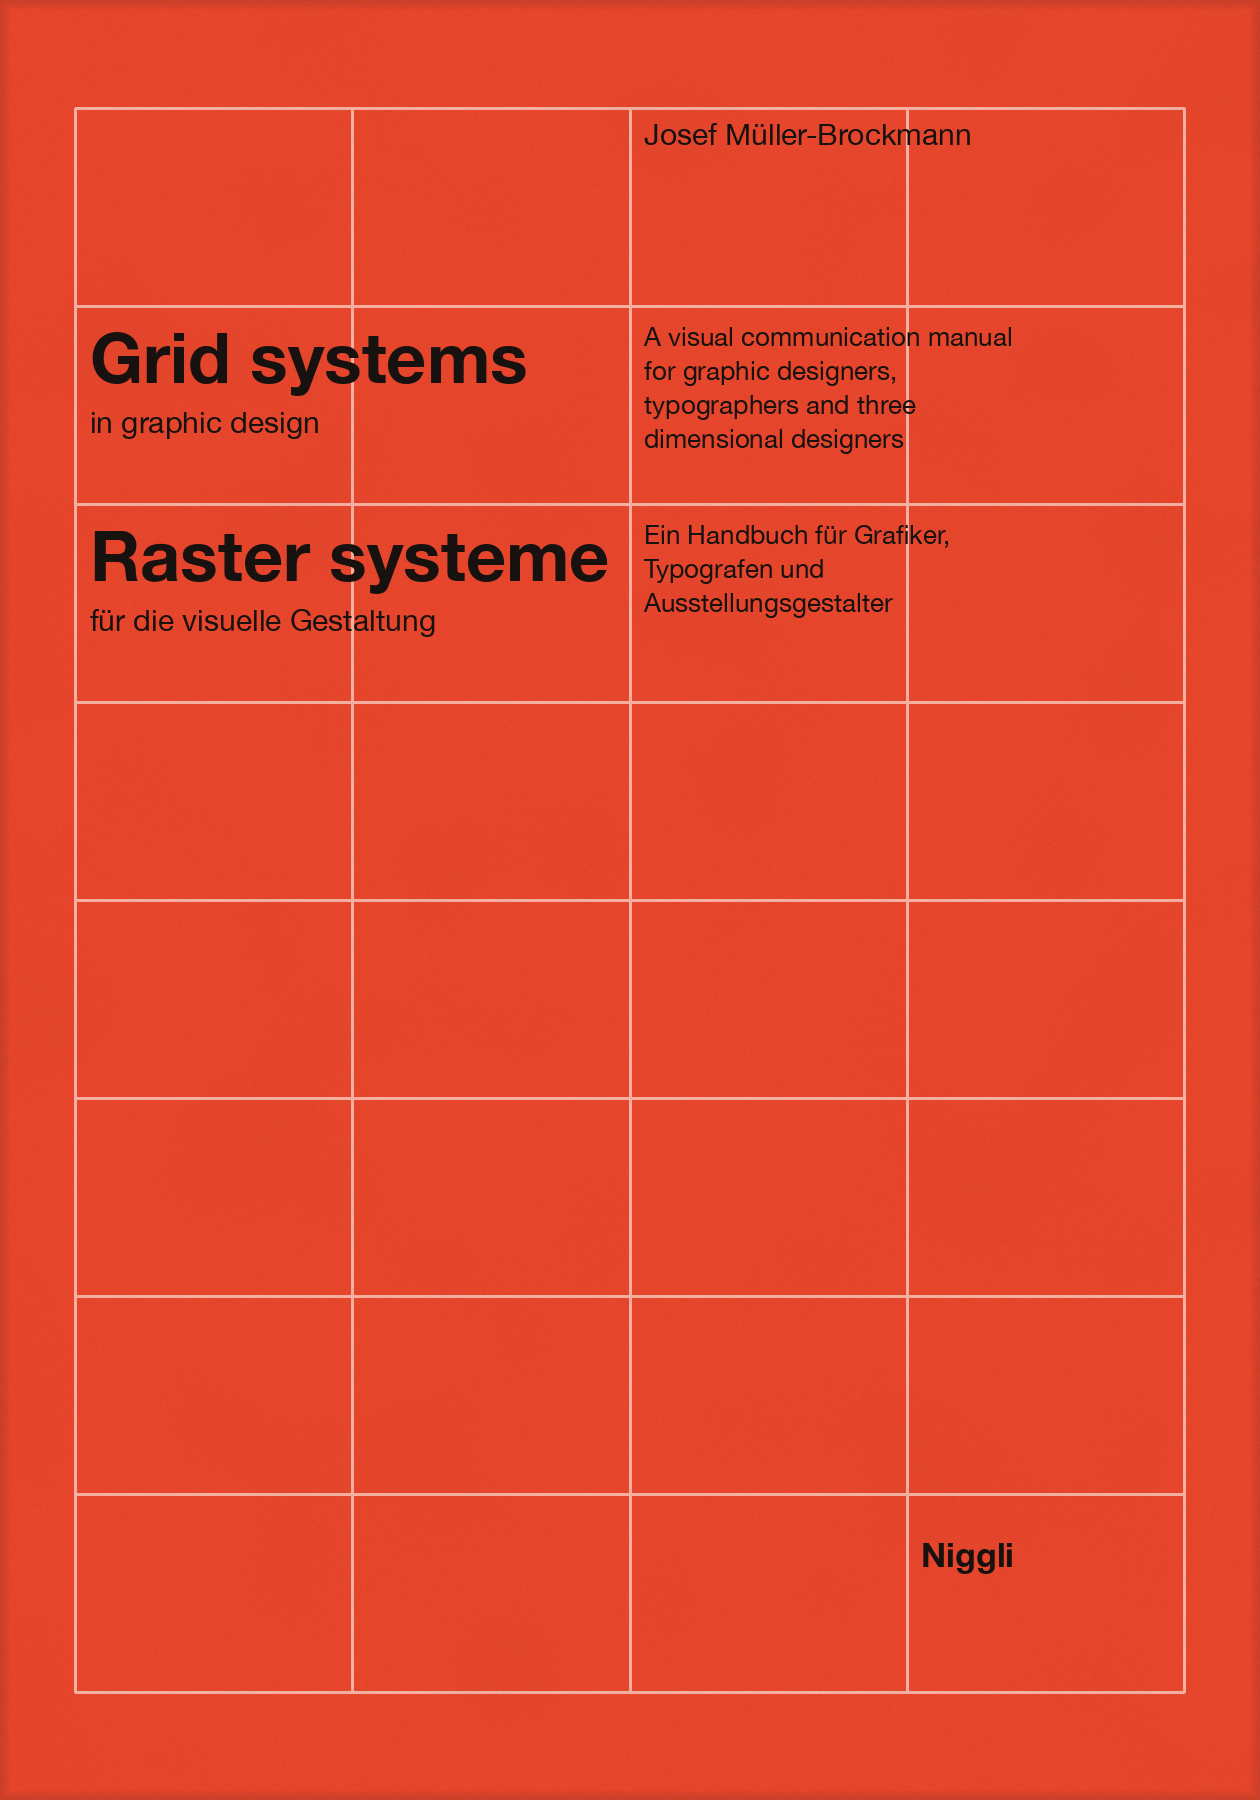 Josef Müller-Brockmann
Grid systems
in graphic design
A visual communication manual
for graphic designers,
typographers and three
dimensional designers
Raster systeme
für die visuelle Gestaltung
Ein Handbuch für Grafiker,
Typografen und
Ausstellungsgestalter
Niggli